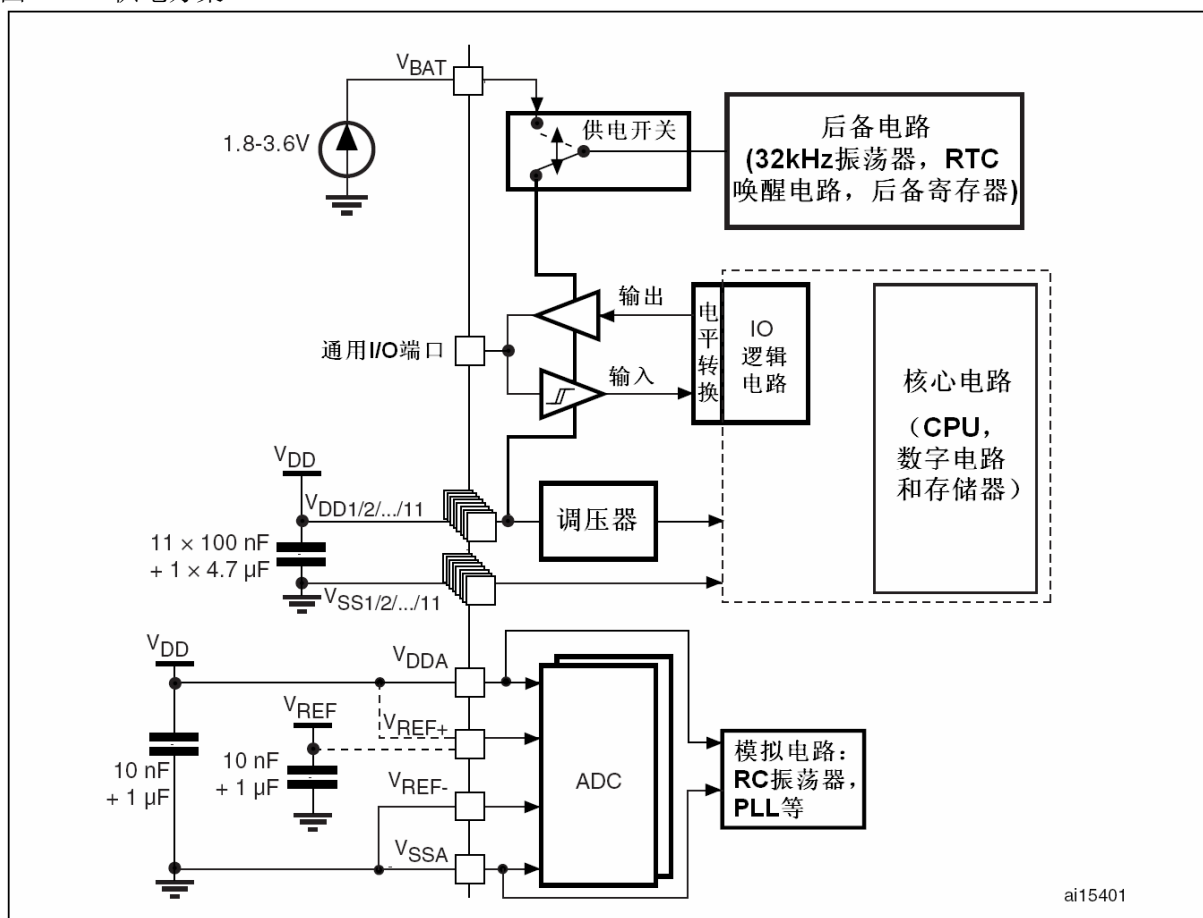 VBAT
1.8-3.6V
供电开关
后备电路
(32kHz振荡器，RTC
唤醒电路，后备寄存器)
通用I/O端口
输出
输入
电平转换
IO
逻辑
电路
核心电路
（CPU，
数字电路
和存储器）
VDD
VDD1/2/.../11
11 × 100 nF
+ 1 × 4.7 µF
VSS1/2/.../11
调压器
VDD
VDDA
VREF
VREF+
10 nF
+ 1 µF
10 nF
+ 1 µF
VREF-
VSSA
ADC
模拟电路：
RC振荡器，
PLL等
ai15401